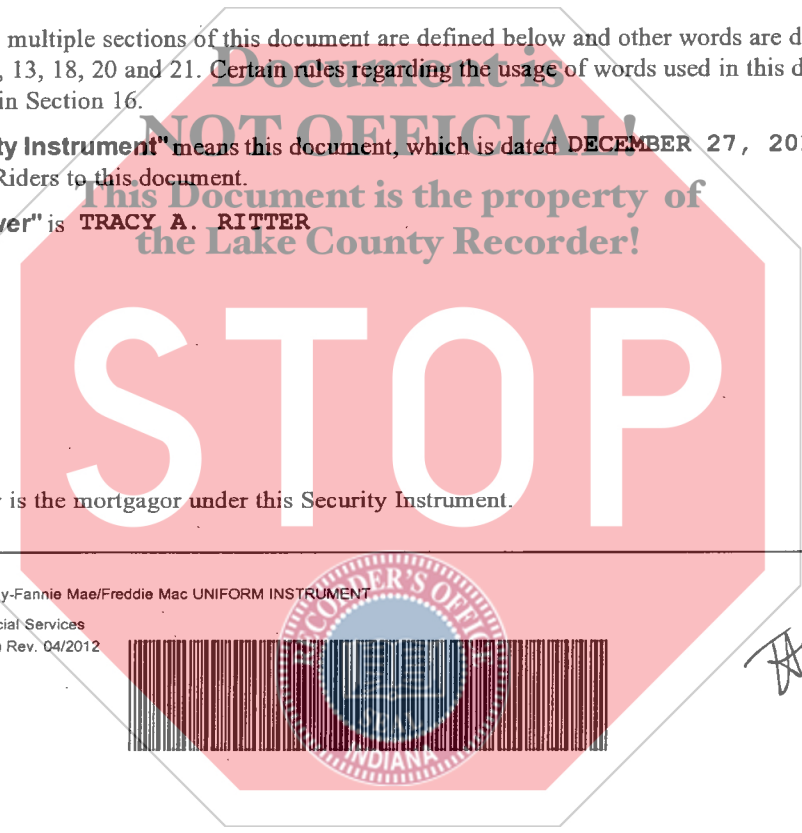 multiple sections of this document are defined below and other words are d
, 13, 18, 20 and 21. Certain rules regarding the usage of words used in this d
in Section 16.
Document is
NOT OFFICIAL!
ty Instrument" means this document, which is dated DECEMBER 27, 20
Riders to this document.
This Document is the property of
ver" is TRACY A. RITTER
the Lake County Recorder!
STOP
is the mortgagor under this Security Instrument.
y-Fannie Mae/Freddie Mac UNIFORM INSTRUMENT
cial Services
Rev. 04/2012
RECORDER'S OFFICE
SEAL
INDIANA